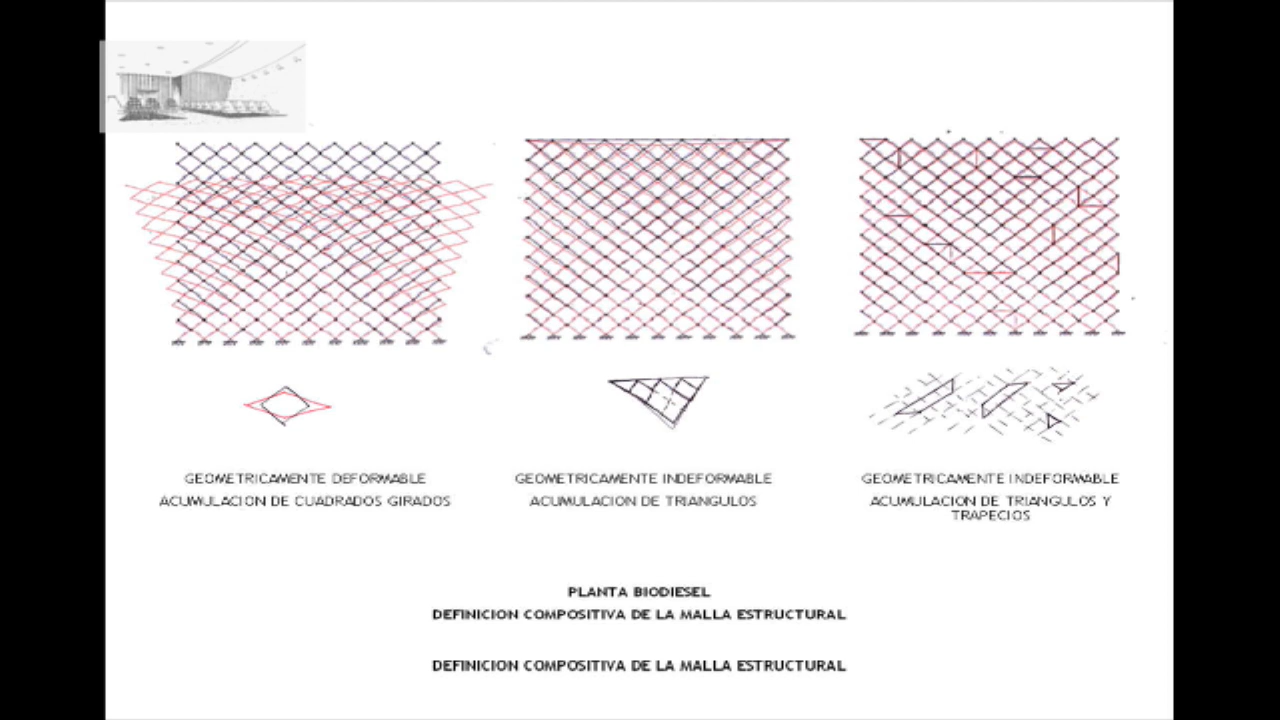 GEOMETRICAMENTE DEFORMABLE
ACUMULACION DE CUADRADOS GIRADOS
GEOMETRICAMENTE INDEFORMABLE
ACUMULACION DE TRIANGULOS
GEOMETRICAMENTE INDEFORMABLE
ACUMULACION DE TRIANGULOS Y
TRAPECIOS
PLANTA BIODIESEL
DEFINICION COMPOSITIVA DE LA MALLA ESTRUCTURAL
DEFINICION COMPOSITIVA DE LA MALLA ESTRUCTURAL